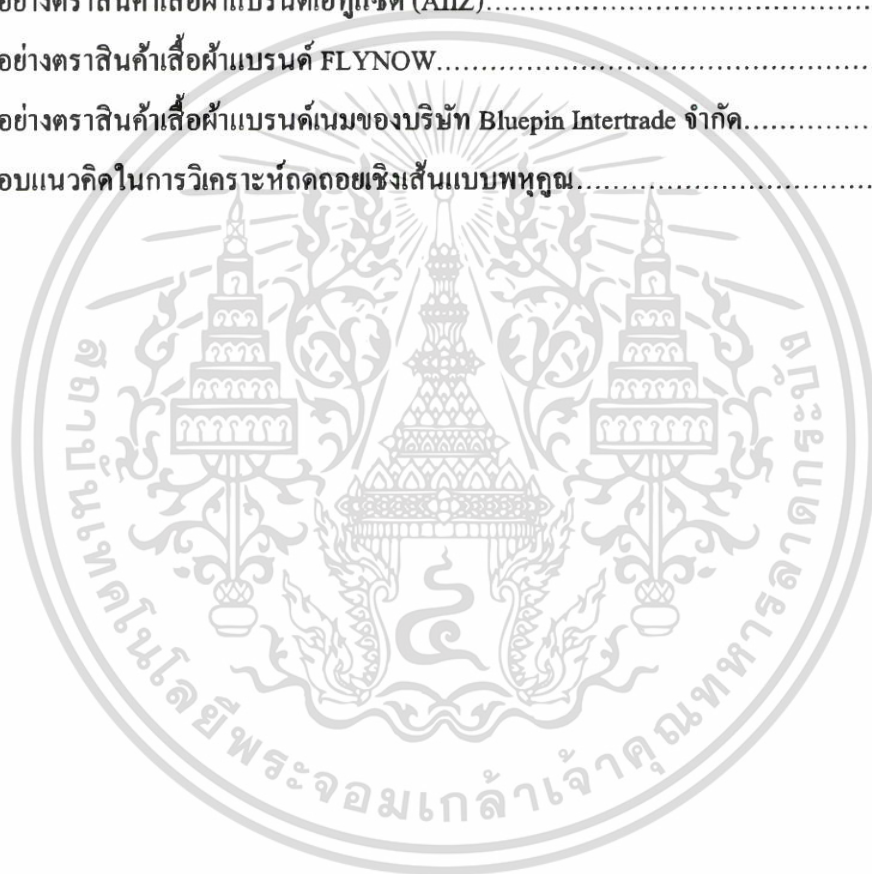 อย่างตราสินค้าเสื้อผ้าแบรนด์เอทูแซด (AIIZ)................................................
อย่างตราสินค้าเสื้อผ้าแบรนด์ FLYNOW................................................
อย่างตราสินค้าเสื้อผ้าแบรนด์เนมของบริษัท Bluepin Intertrade จำกัด...............
อบแนวคิดในการวิเคราะห์ถดถอยเชิงเส้นแบบพหุคูณ................................
สถาบันเทคโนโลยีพระจอมเกล้าเจ้าคุณทหารลาดกระบัง
๔